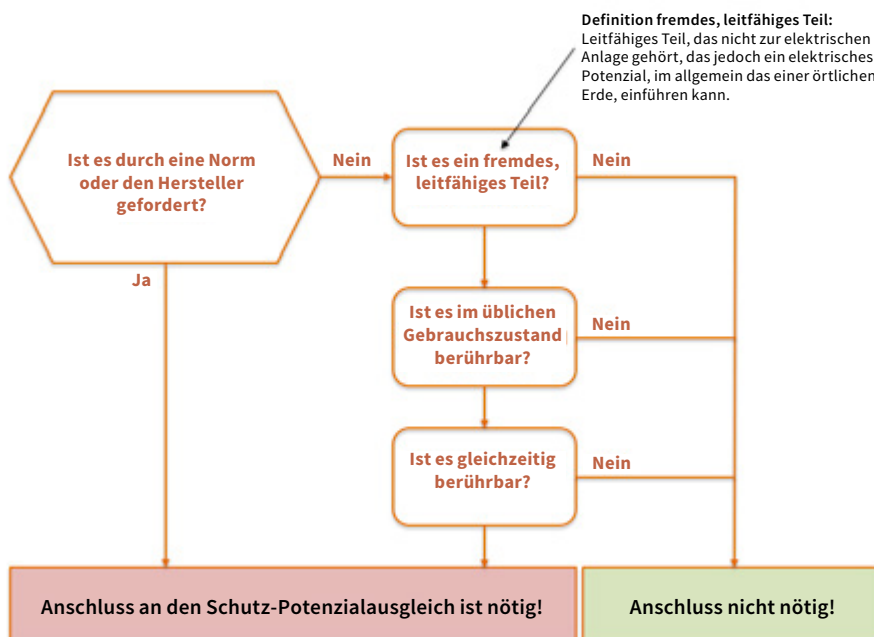 Definition fremdes, leitfähiges Teil:
Leitfähiges Teil, das nicht zur elektrischen
Anlage gehört, das jedoch ein elektrisches
Potenzial, im allgemein das einer örtlichen
Erde, einführen kann.
Ist es durch eine Norm
oder den Hersteller
gefordert?
Nein
Ist es ein fremdes,
leitfähiges Teil?
Nein
Ja
Ist es im üblichen
Gebrauchszustand
berührbar?
Nein
Ist es gleichzeitig
berührbar?
Nein
Anschluss an den Schutz-Potenzialausgleich ist nötig!
Anschluss nicht nötig!